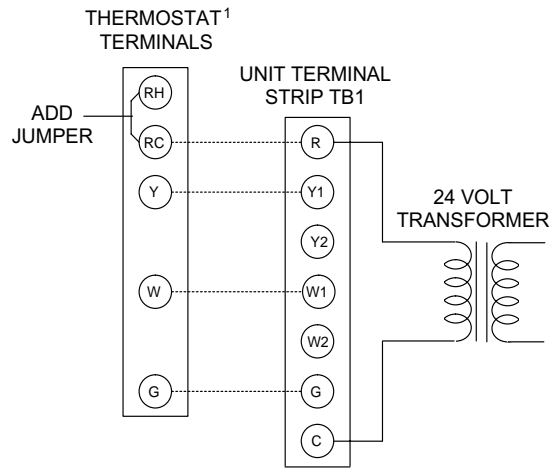 THERMOSTAT¹
TERMINALS
UNIT TERMINAL
STRIP TB1
ADD
JUMPER
24 VOLT
TRANSFORMER
RH
RC
Y
W
G
R
Y1
Y2
W1
W2
G
C